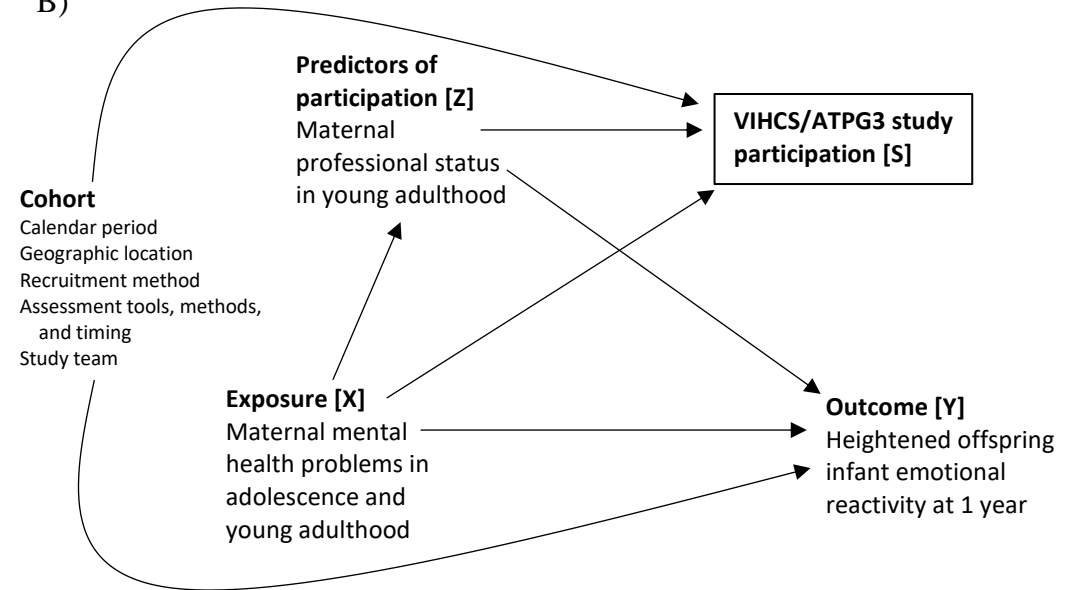 B)
Predictors of
participation [Z]
Maternal
professional status
in young adulthood
VIHCS/ATPG3 study
participation [S]
Cohort
Calendar period
Geographic location
Recruitment method
Assessment tools, methods,
and timing
Study team
Exposure [X]
Maternal mental
health problems in
adolescence and
young adulthood
Outcome [Y]
Heightened offspring
infant emotional
reactivity at 1 year